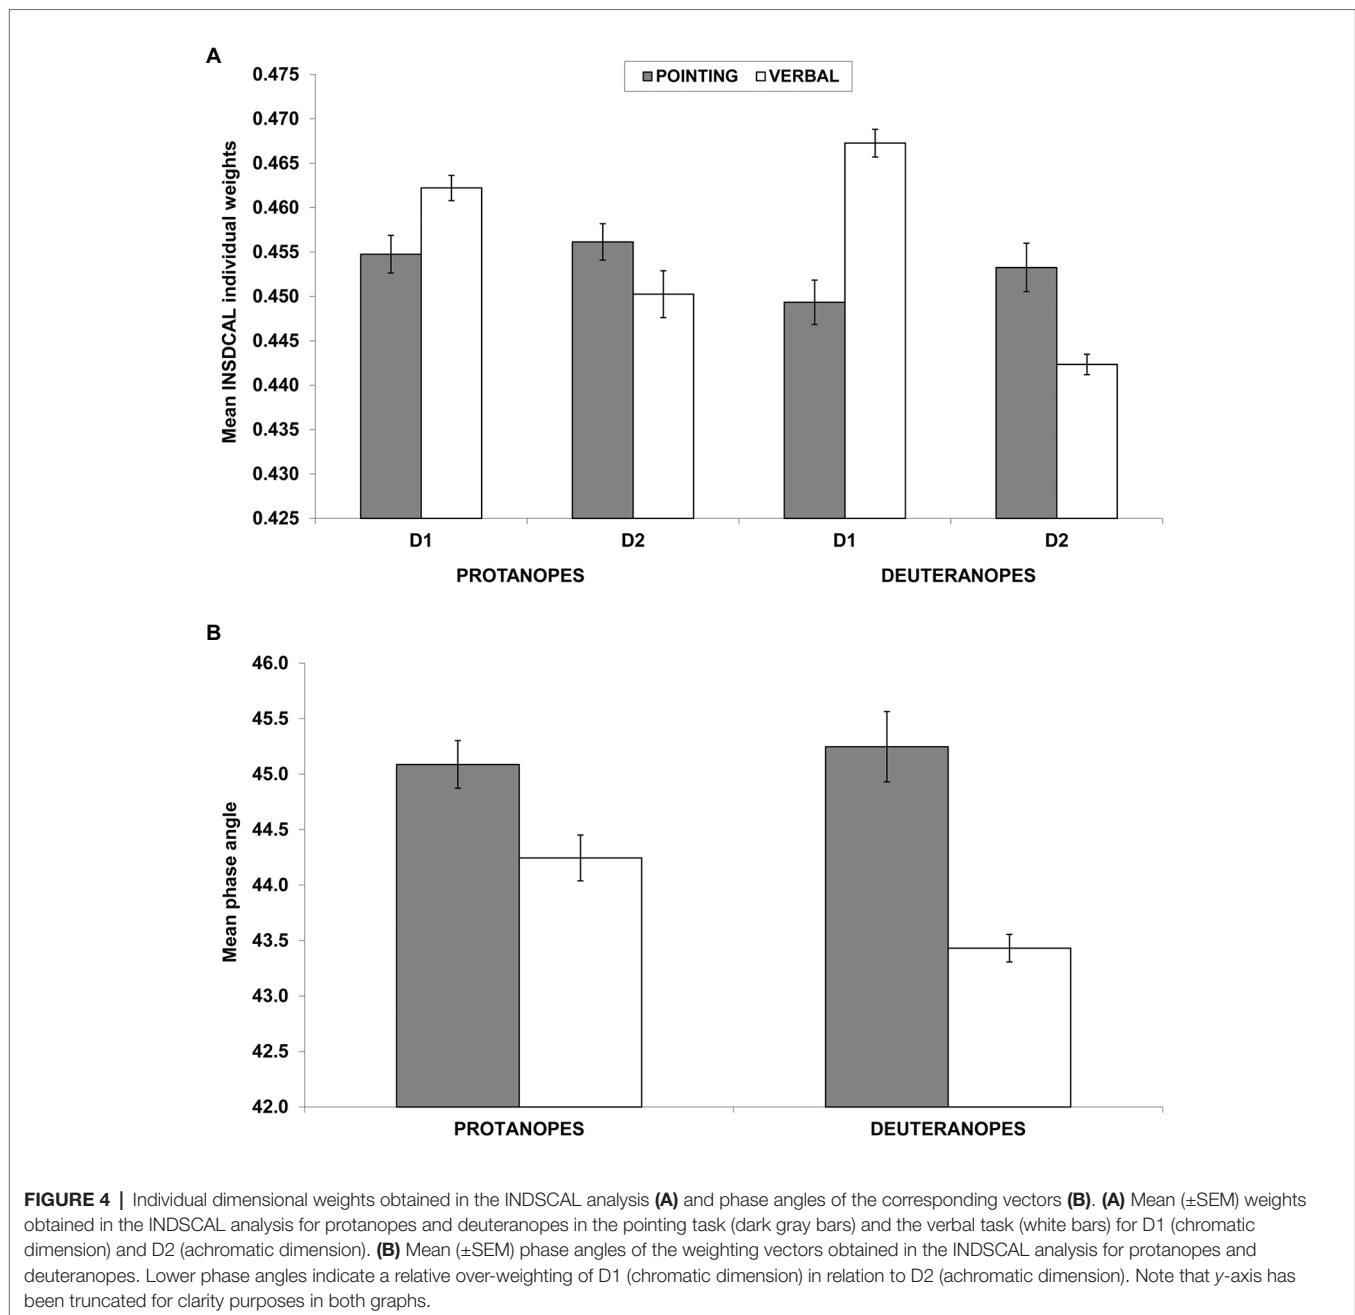 A
POINTING VERBAL
Mean INSDCAL individual weights
0.475
0.470
0.465
0.460
0.455
0.450
0.445
0.440
0.435
0.430
0.425
D1 D2 D1 D2
PROTANOPES DEUTERANOPES
B
Mean phase angle
46.0
45.5
45.0
44.5
44.0
43.5
43.0
42.5
42.0
PROTANOPES DEUTERANOPES
FIGURE 4 | Individual dimensional weights obtained in the INDSCAL analysis (A) and phase angles of the corresponding vectors (B). (A) Mean (±SEM) weights
obtained in the INDSCAL analysis for protanopes and deuteranopes in the pointing task (dark gray bars) and the verbal task (white bars) for D1 (chromatic
dimension) and D2 (achromatic dimension). (B) Mean (±SEM) phase angles of the weighting vectors obtained in the INDSCAL analysis for protanopes and
deuteranopes. Lower phase angles indicate a relative over-weighting of D1 (chromatic dimension) in relation to D2 (achromatic dimension). Note that y-axis has
been truncated for clarity purposes in both graphs.